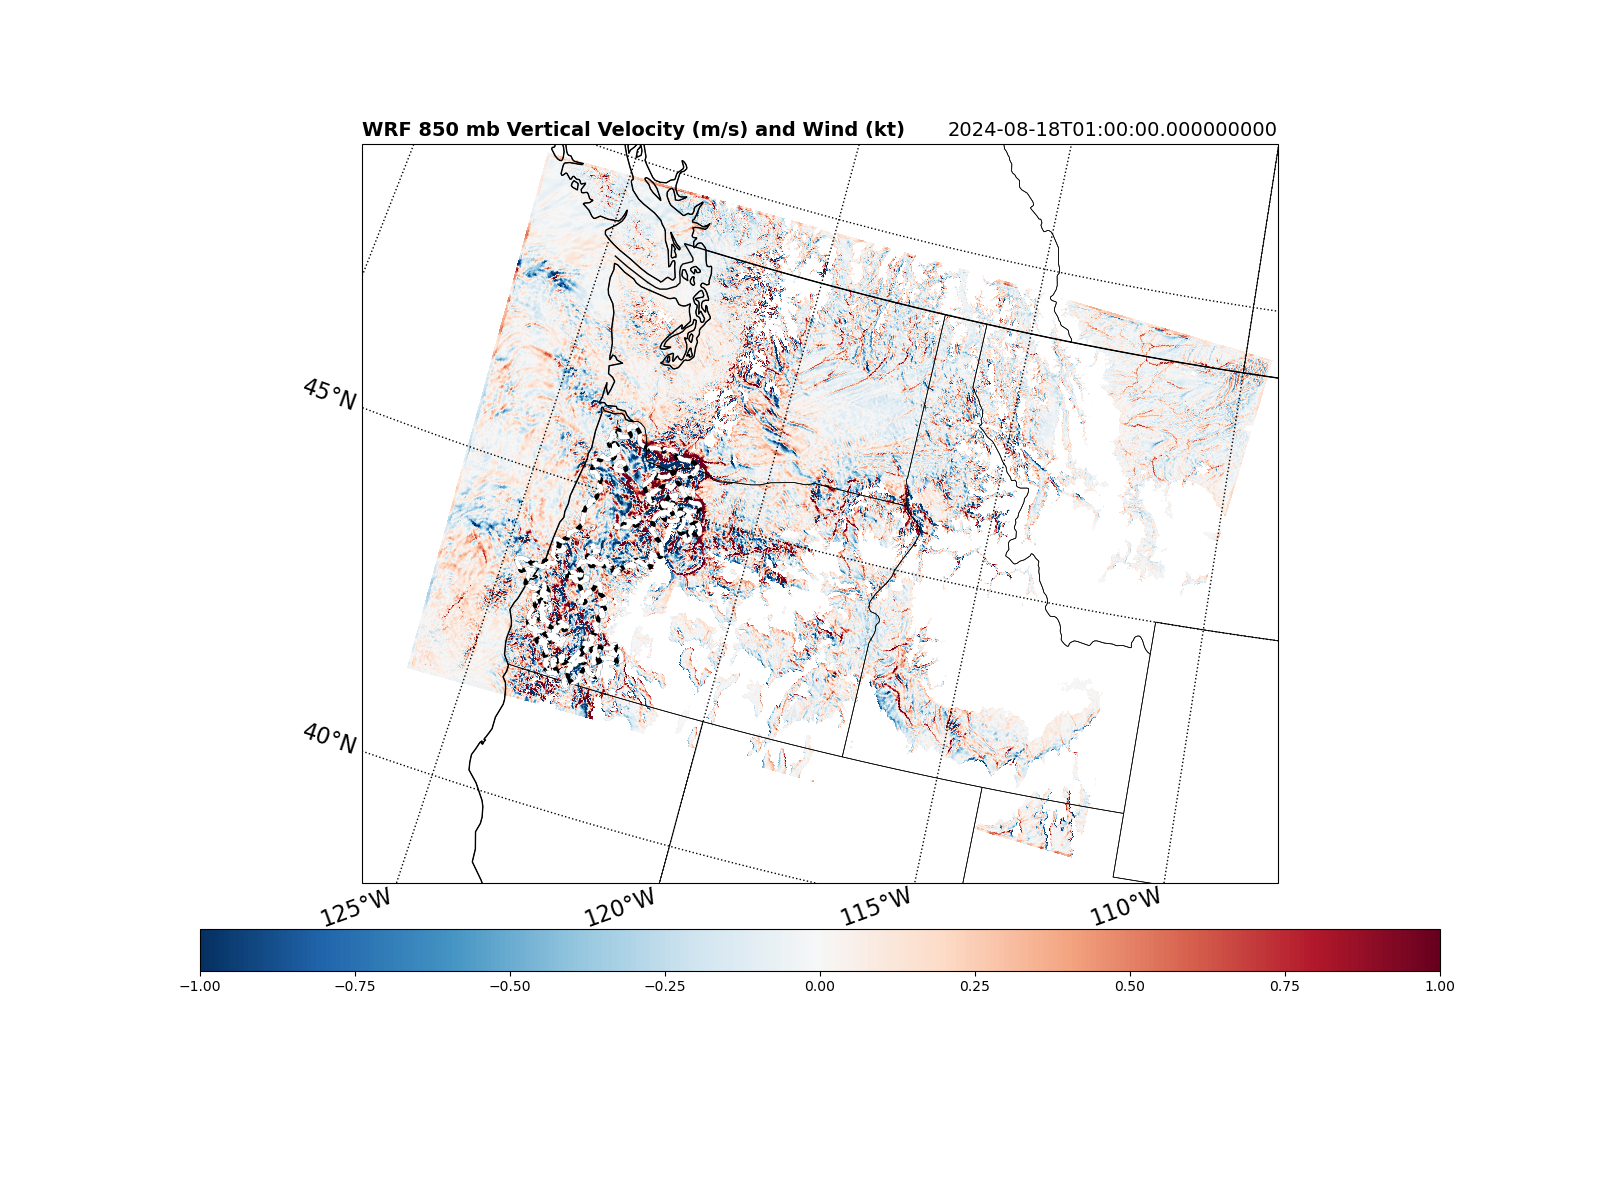 WRF 850 mb Vertical Velocity (m/s) and Wind (kt) 2024-08-18T01:00:00.000000000
45°N
40°N
125°W 120°W 115°W 110°W
−1.00 −0.75 −0.50 −0.25 0.00 0.25 0.50 0.75 1.00